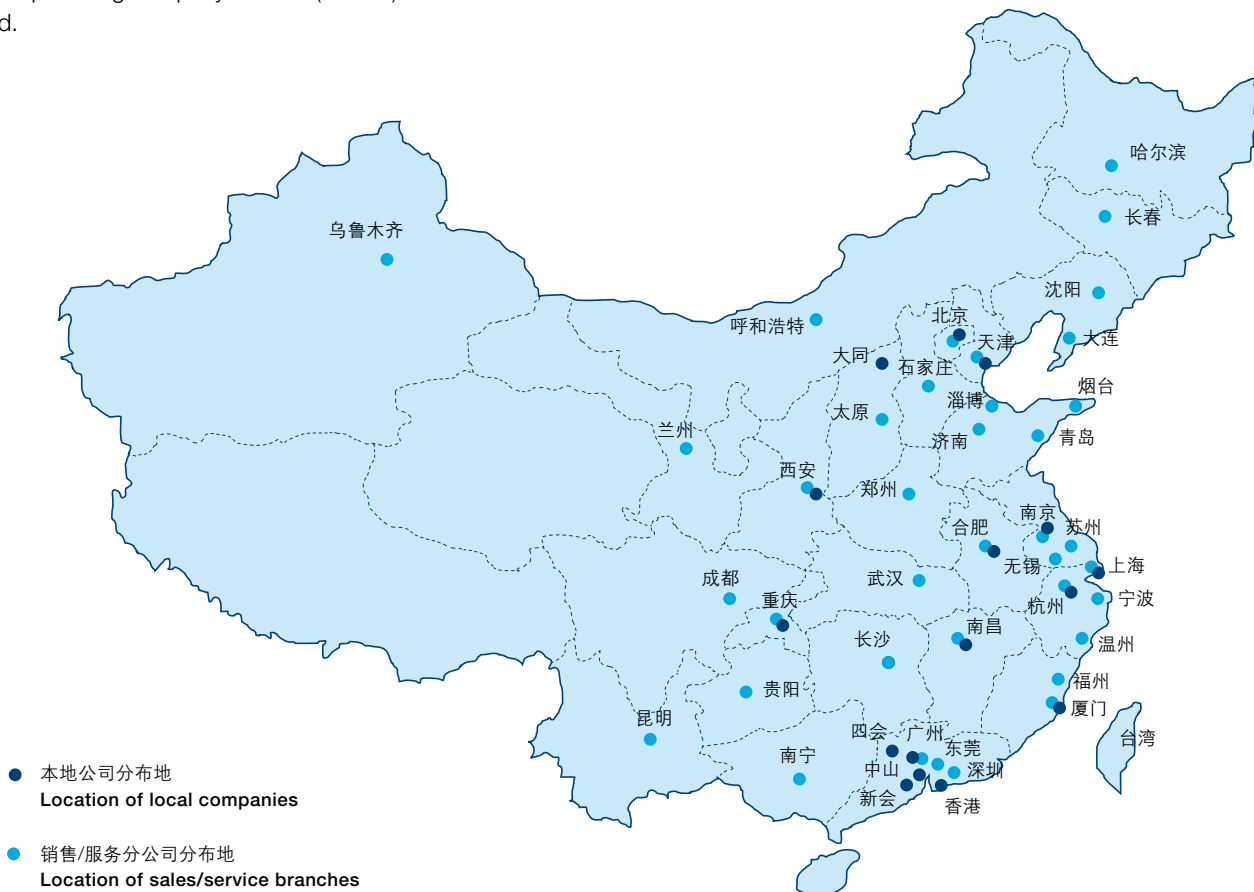 d.
哈尔滨
长春
乌鲁木齐
沈阳
呼和浩特
北京
大连
天津
大同
石家庄
烟台
淄博
太原
兰州
济南
青岛
西安
郑州
南京
合肥
苏州
无锡
上海
成都
武汉
重庆
杭州
宁波
南昌
长沙
温州
福州
贵阳
厦门
昆明
四会
广州
台湾
东莞
南宁
中山
深圳
新会
香港
本地公司分布地
Location of local companies
销售/服务分公司分布地
Location of sales/service branches